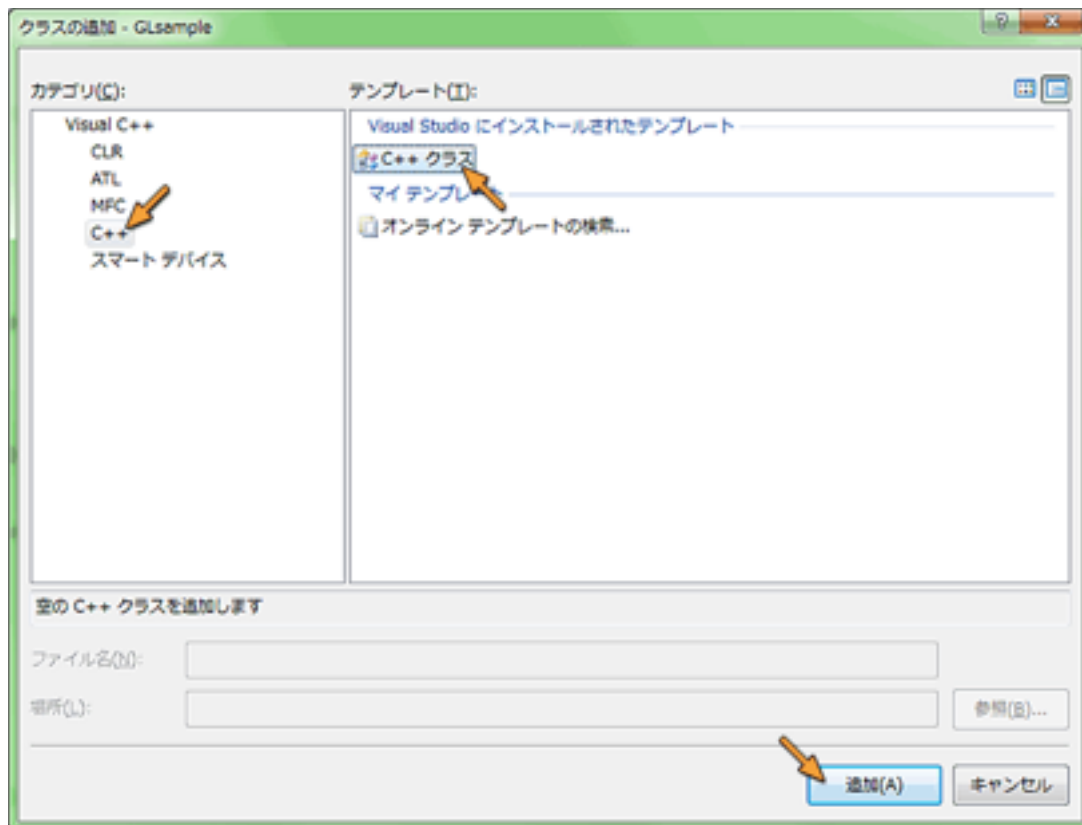 クラスの追加 - GLsample
カテゴリ(C):
Visual C++
CLR
ATL
MFC
C++
スマート デバイス
テンプレート(T):
Visual Studio にインストールされたテンプレート
C++ クラス
マイ テンプレート
オンライン テンプレートの検索...
空の C++ クラスを追加します
ファイル名(N):
場所(L):
参照(B)...
追加(A)
キャンセル